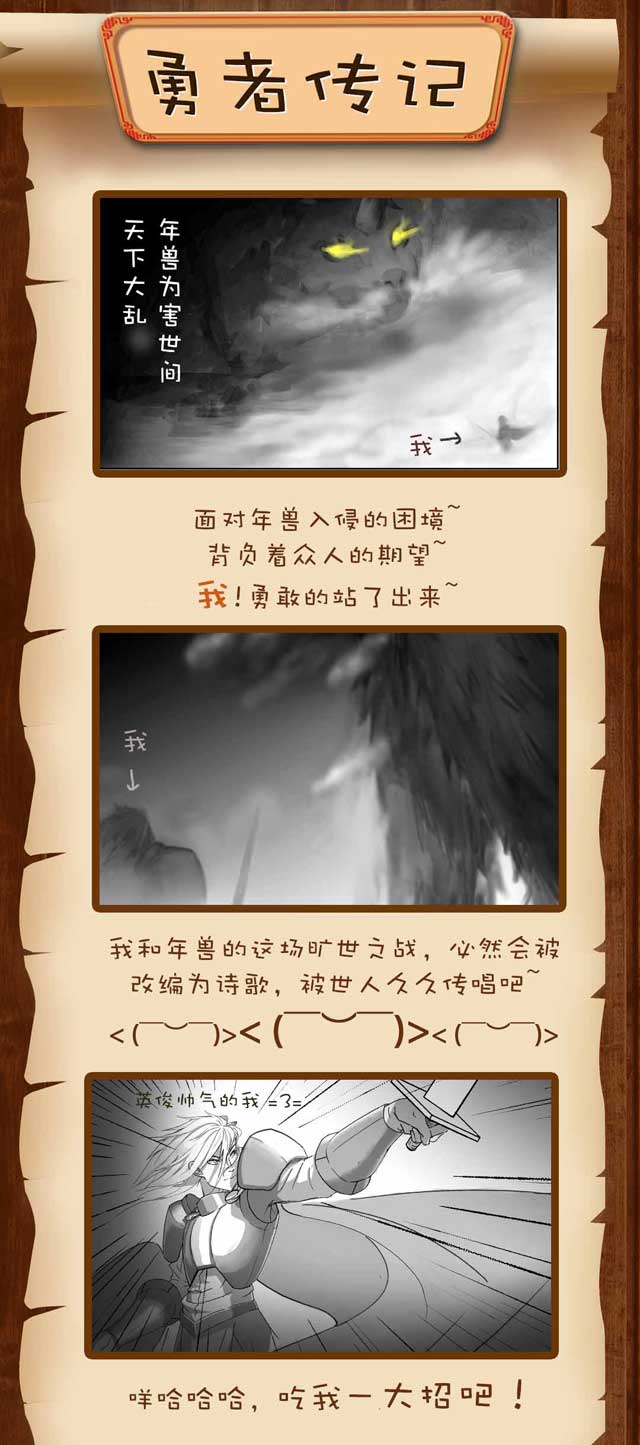 勇者传记
年兽为害世间
天下大乱
我→
面对年兽入侵的困境~
背负着众人的期望~
我!勇敢的站了出来~
我
↓
我和年兽的这场旷世之战，必然会被
改编为诗歌，被世人久久传唱吧~
<(￣︶￣)><(￣︶￣)><(￣︶￣)>
英俊帅气的我 =3=
咩哈哈哈，吃我一大招吧！